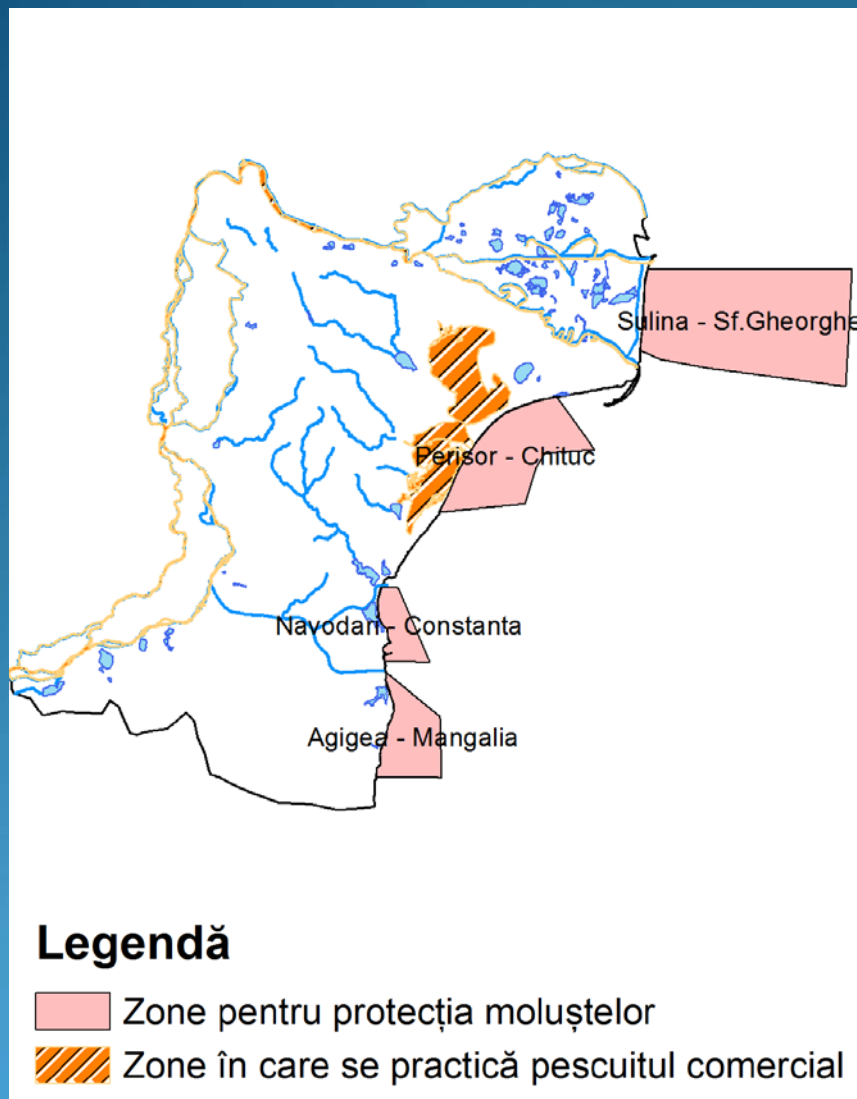 Sulina - Sf.Gheorghe
Perisor - Chituc
Navodari - Constanta
Agigea - Mangalia
Legendă
Zone pentru protecția moluștelor
Zone în care se practică pescuitul comercial